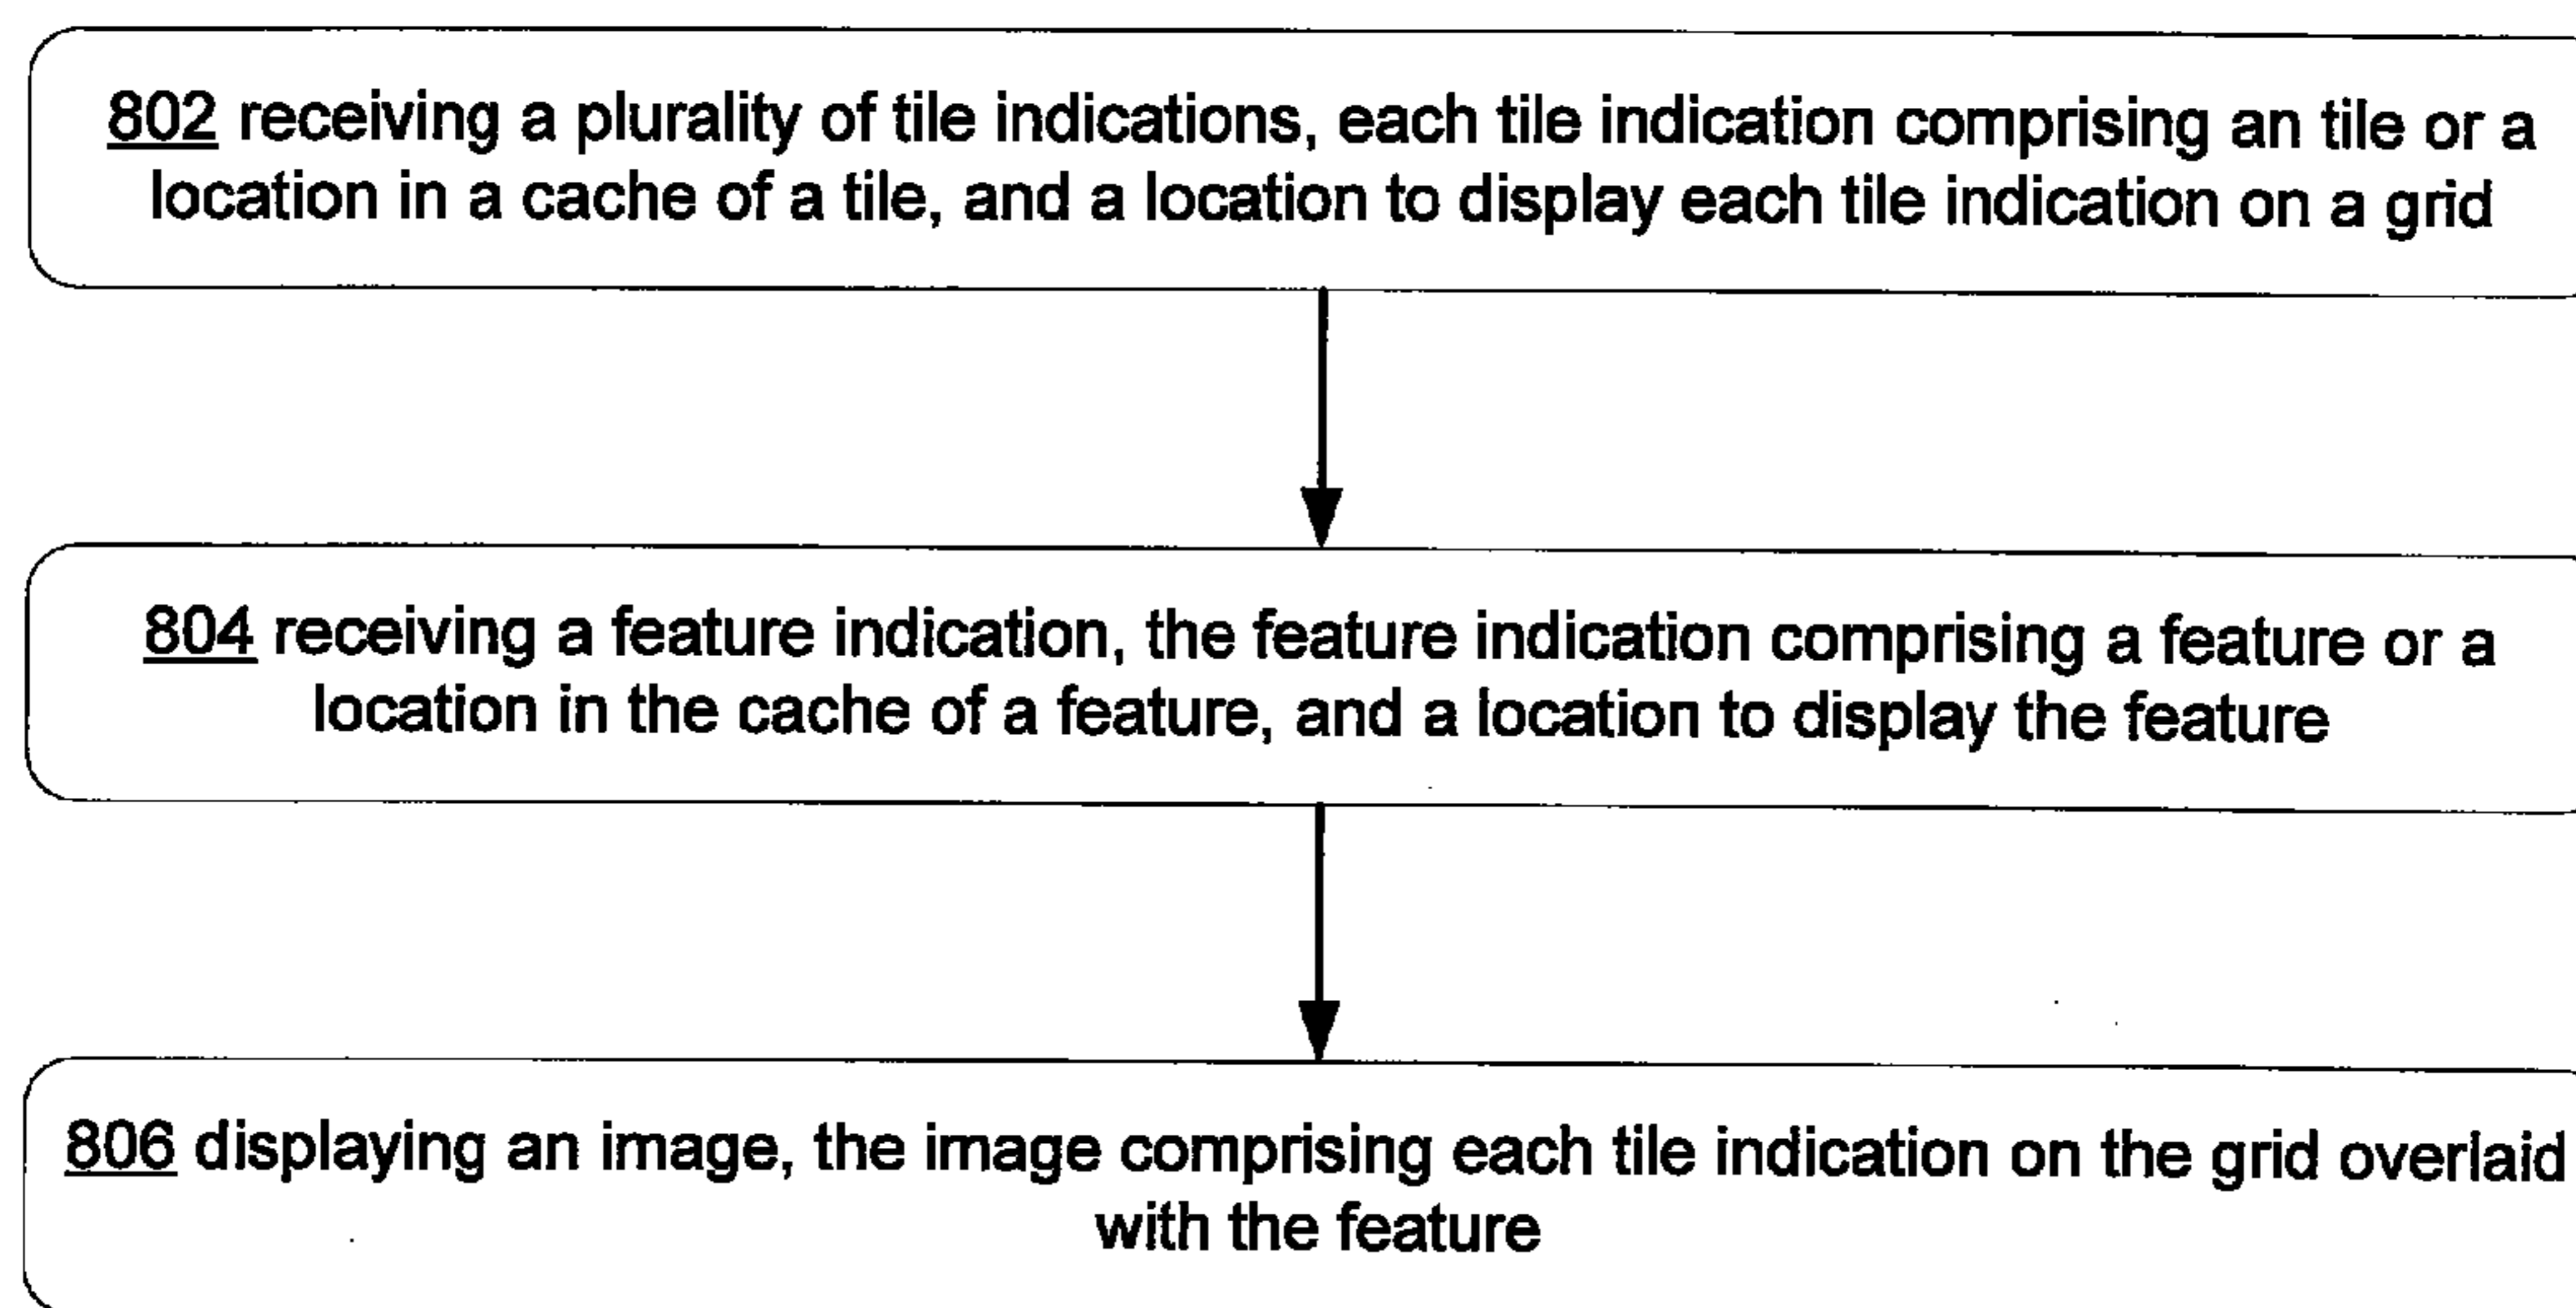 802 receiving a plurality of tile indications, each tile indication comprising an tile or a
location in a cache of a tile, and a location to display each tile indication on a grid
804 receiving a feature indication, the feature indication comprising a feature or a
location in the cache of a feature, and a location to display the feature
806 displaying an image, the image comprising each tile indication on the grid overlaid
with the feature